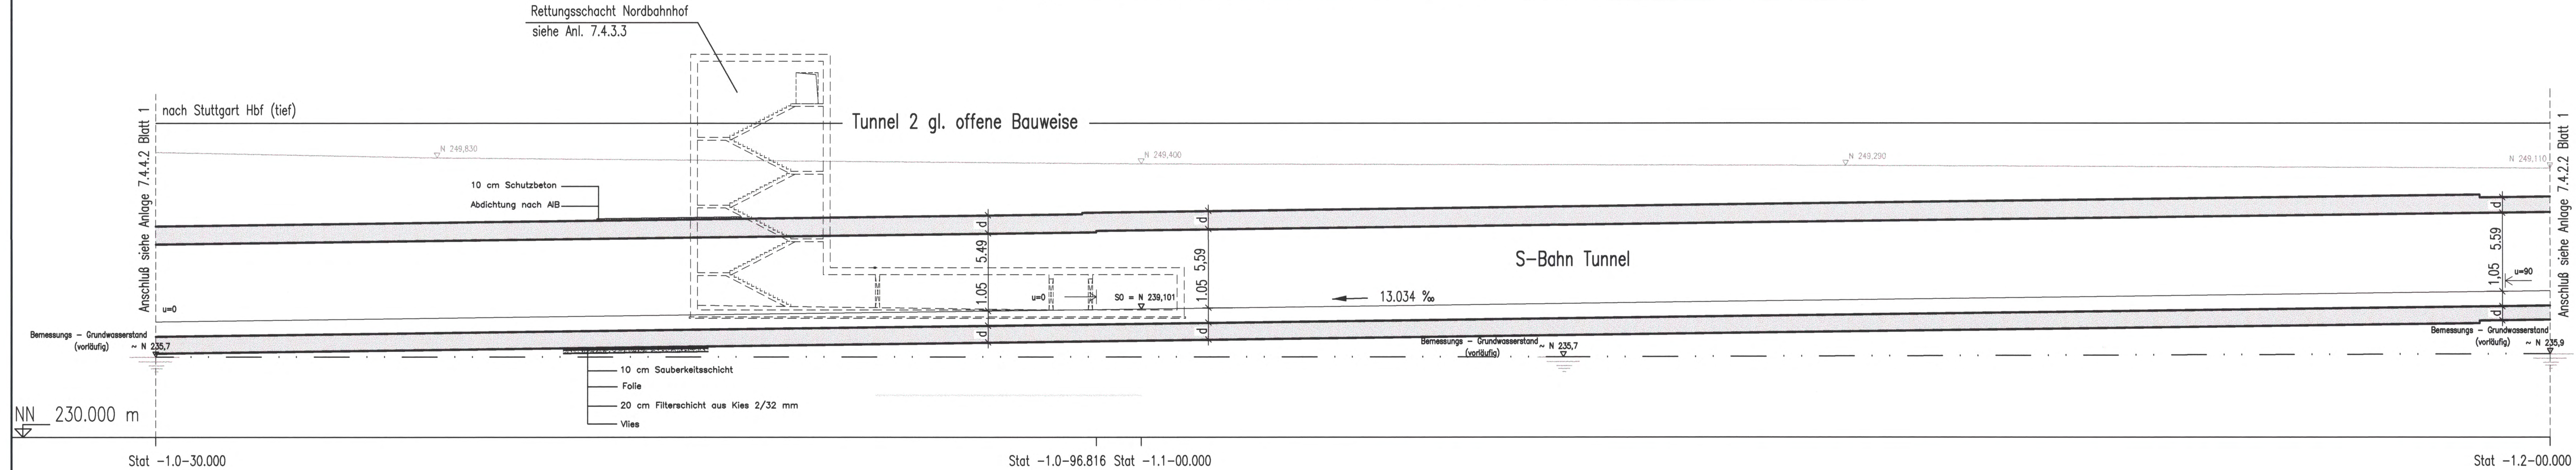 Rettungsschacht Nordbahnhof
siehe Anl. 7.4.3.3
nach Stuttgart Hbf (tief)
Tunnel 2 gl. offene Bauweise
Anschluß siehe Anlage 7.4.2 Blatt 1
N 249,830
N 249,400
N 249,290
N 249,110
Anschluß siehe Anlage 7.4.2.2 Blatt 1
10 cm Schutzbeton
Abdichtung nach AIB
d
5.49
1.05
d
d
5,59
1.05
d
S-Bahn Tunnel
d
5.59
1,05
d
u=90
u=0
u=0
SO = N 239,101
13.034 ‰
Bemessungs - Grundwasserstand
(vorläufig)
~ N 235,7
Bemessungs - Grundwasserstand
(vorläufig)
~ N 235,7
Bemessungs - Grundwasserstand
(vorläufig)
~ N 235,9
10 cm Sauberkeitsschicht
Folie
20 cm Filterschicht aus Kies 2/32 mm
Vlies
NN 230.000 m
Stat -1.0-30.000
Stat -1.0-96.816
Stat -1.1-00.000
Stat -1.2-00.000